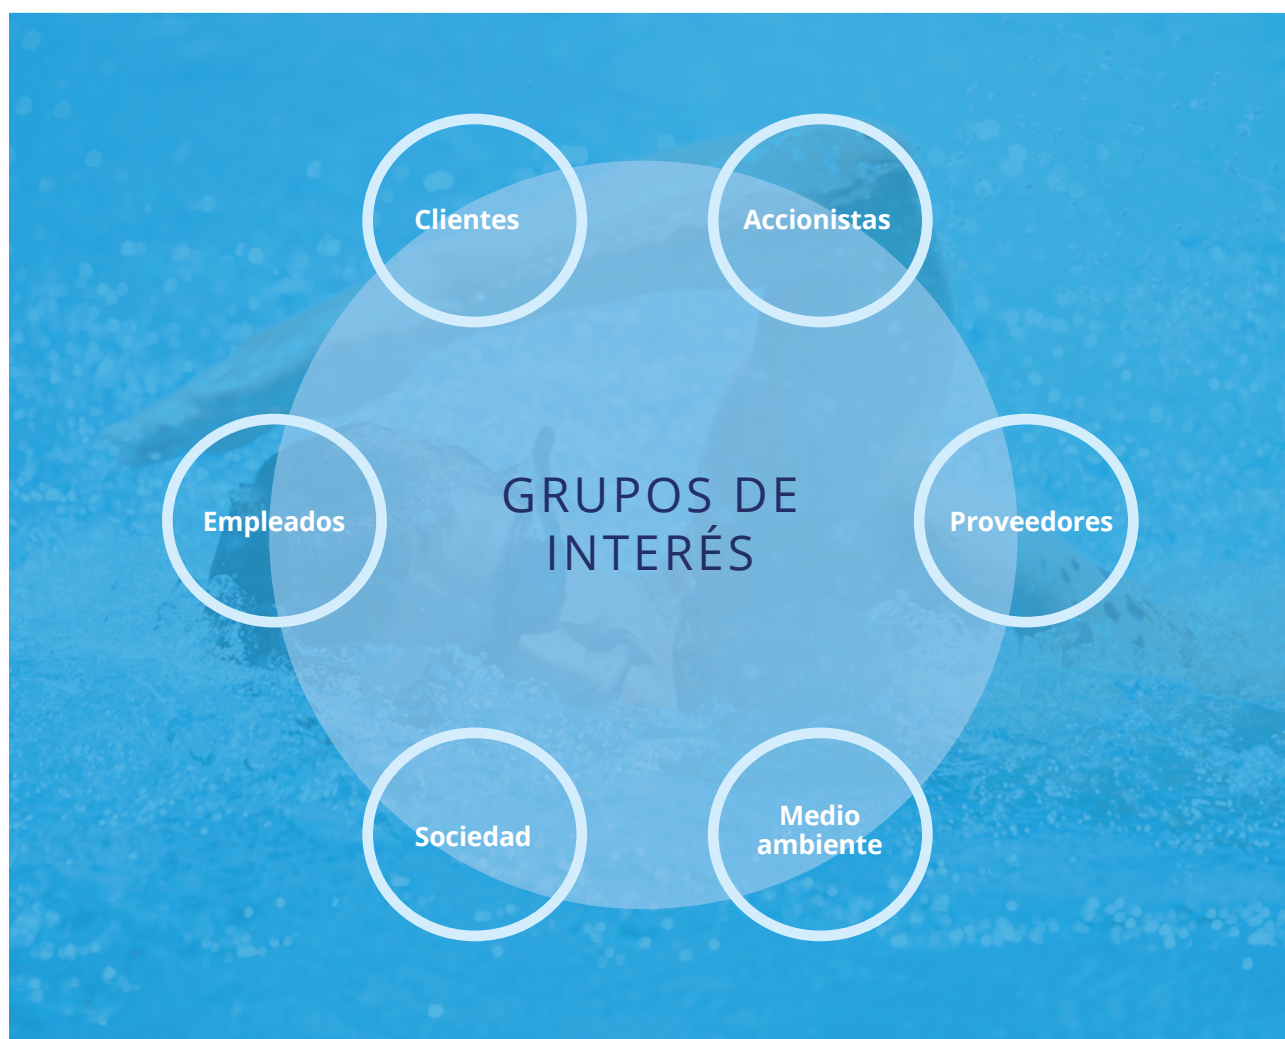 Clientes
Accionistas
Empleados
GRUPOS DE
INTERÉS
Proveedores
Sociedad
Medio
ambiente